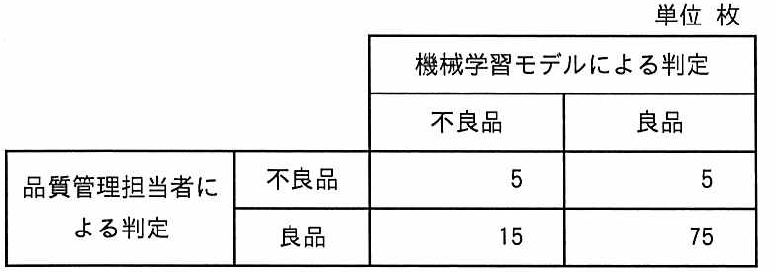 単位 枚
機械学習モデルによる判定
不良品 良品
品質管理担当者に
よる判定
不良品 5 5
良品 15 75